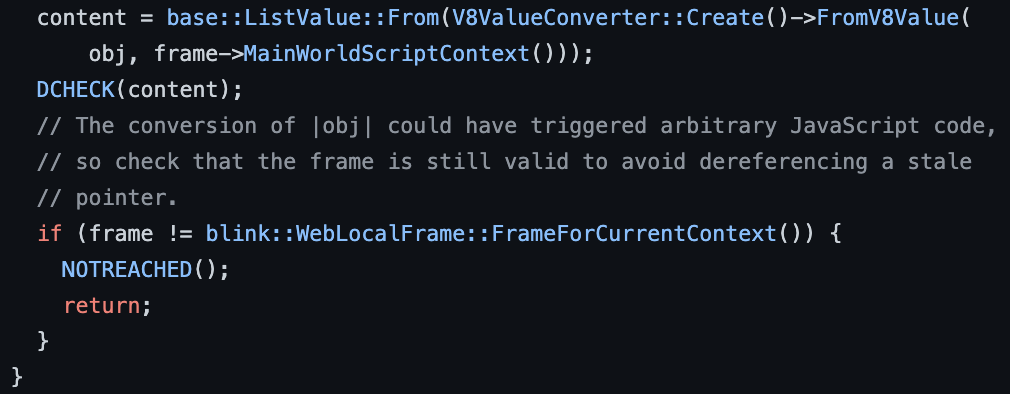 content = base::ListValue::From(V8ValueConverter::Create()->FromV8Value(
obj, frame->MainWorldScriptContext()));
DCHECK(content);
// The conversion of |obj| could have triggered arbitrary JavaScript code,
// so check that the frame is still valid to avoid dereferencing a stale
// pointer.
if (frame != blink::WebLocalFrame::FrameForCurrentContext()) {
NOTREACHED();
return;
}
}